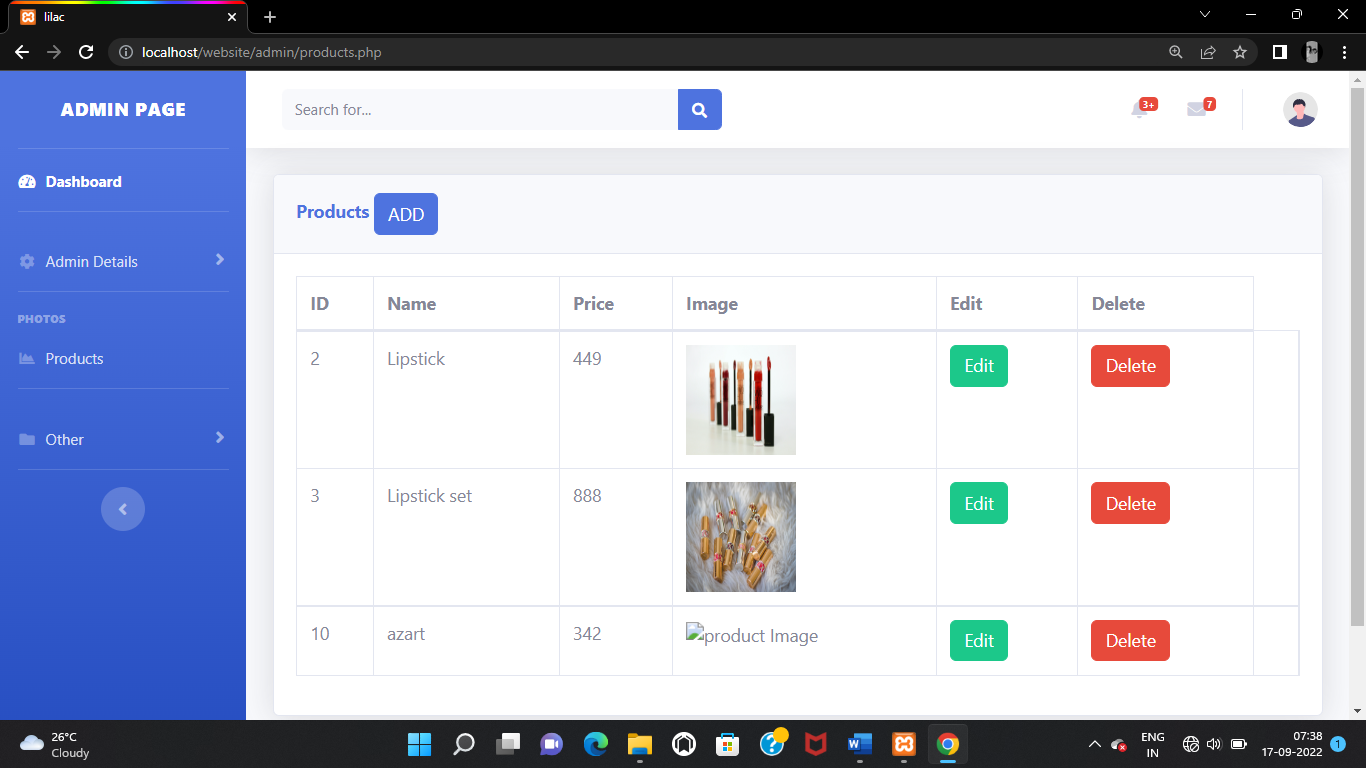 lilac
localhost/website/admin/products.php
ADMIN PAGE
Search for...
3+
7
Dashboard
Admin Details
PHOTOS
Products
Other
Products ADD
ID Name Price Image Edit Delete
2 Lipstick 449 Edit Delete
3 Lipstick set 888 Edit Delete
10 azart 342 product Image Edit Delete
26°C
Cloudy
ENG
IN
07:38
17-09-2022
1